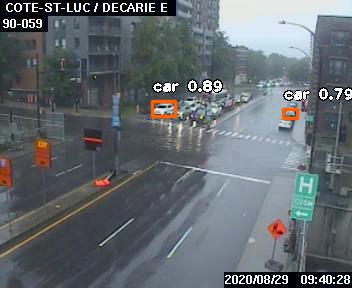 COTE-ST-LUC / DECARIE E
90-059
car 0.89
car 0.79
H
CUSM
2020/08/29 09:40:28